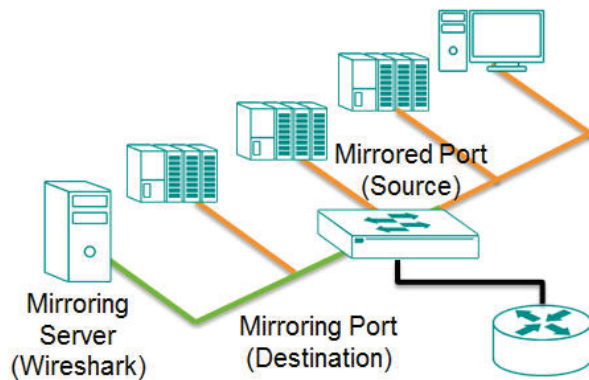 Mirrored Port
(Source)
Mirroring
Server
(Wireshark)
Mirroring Port
(Destination)